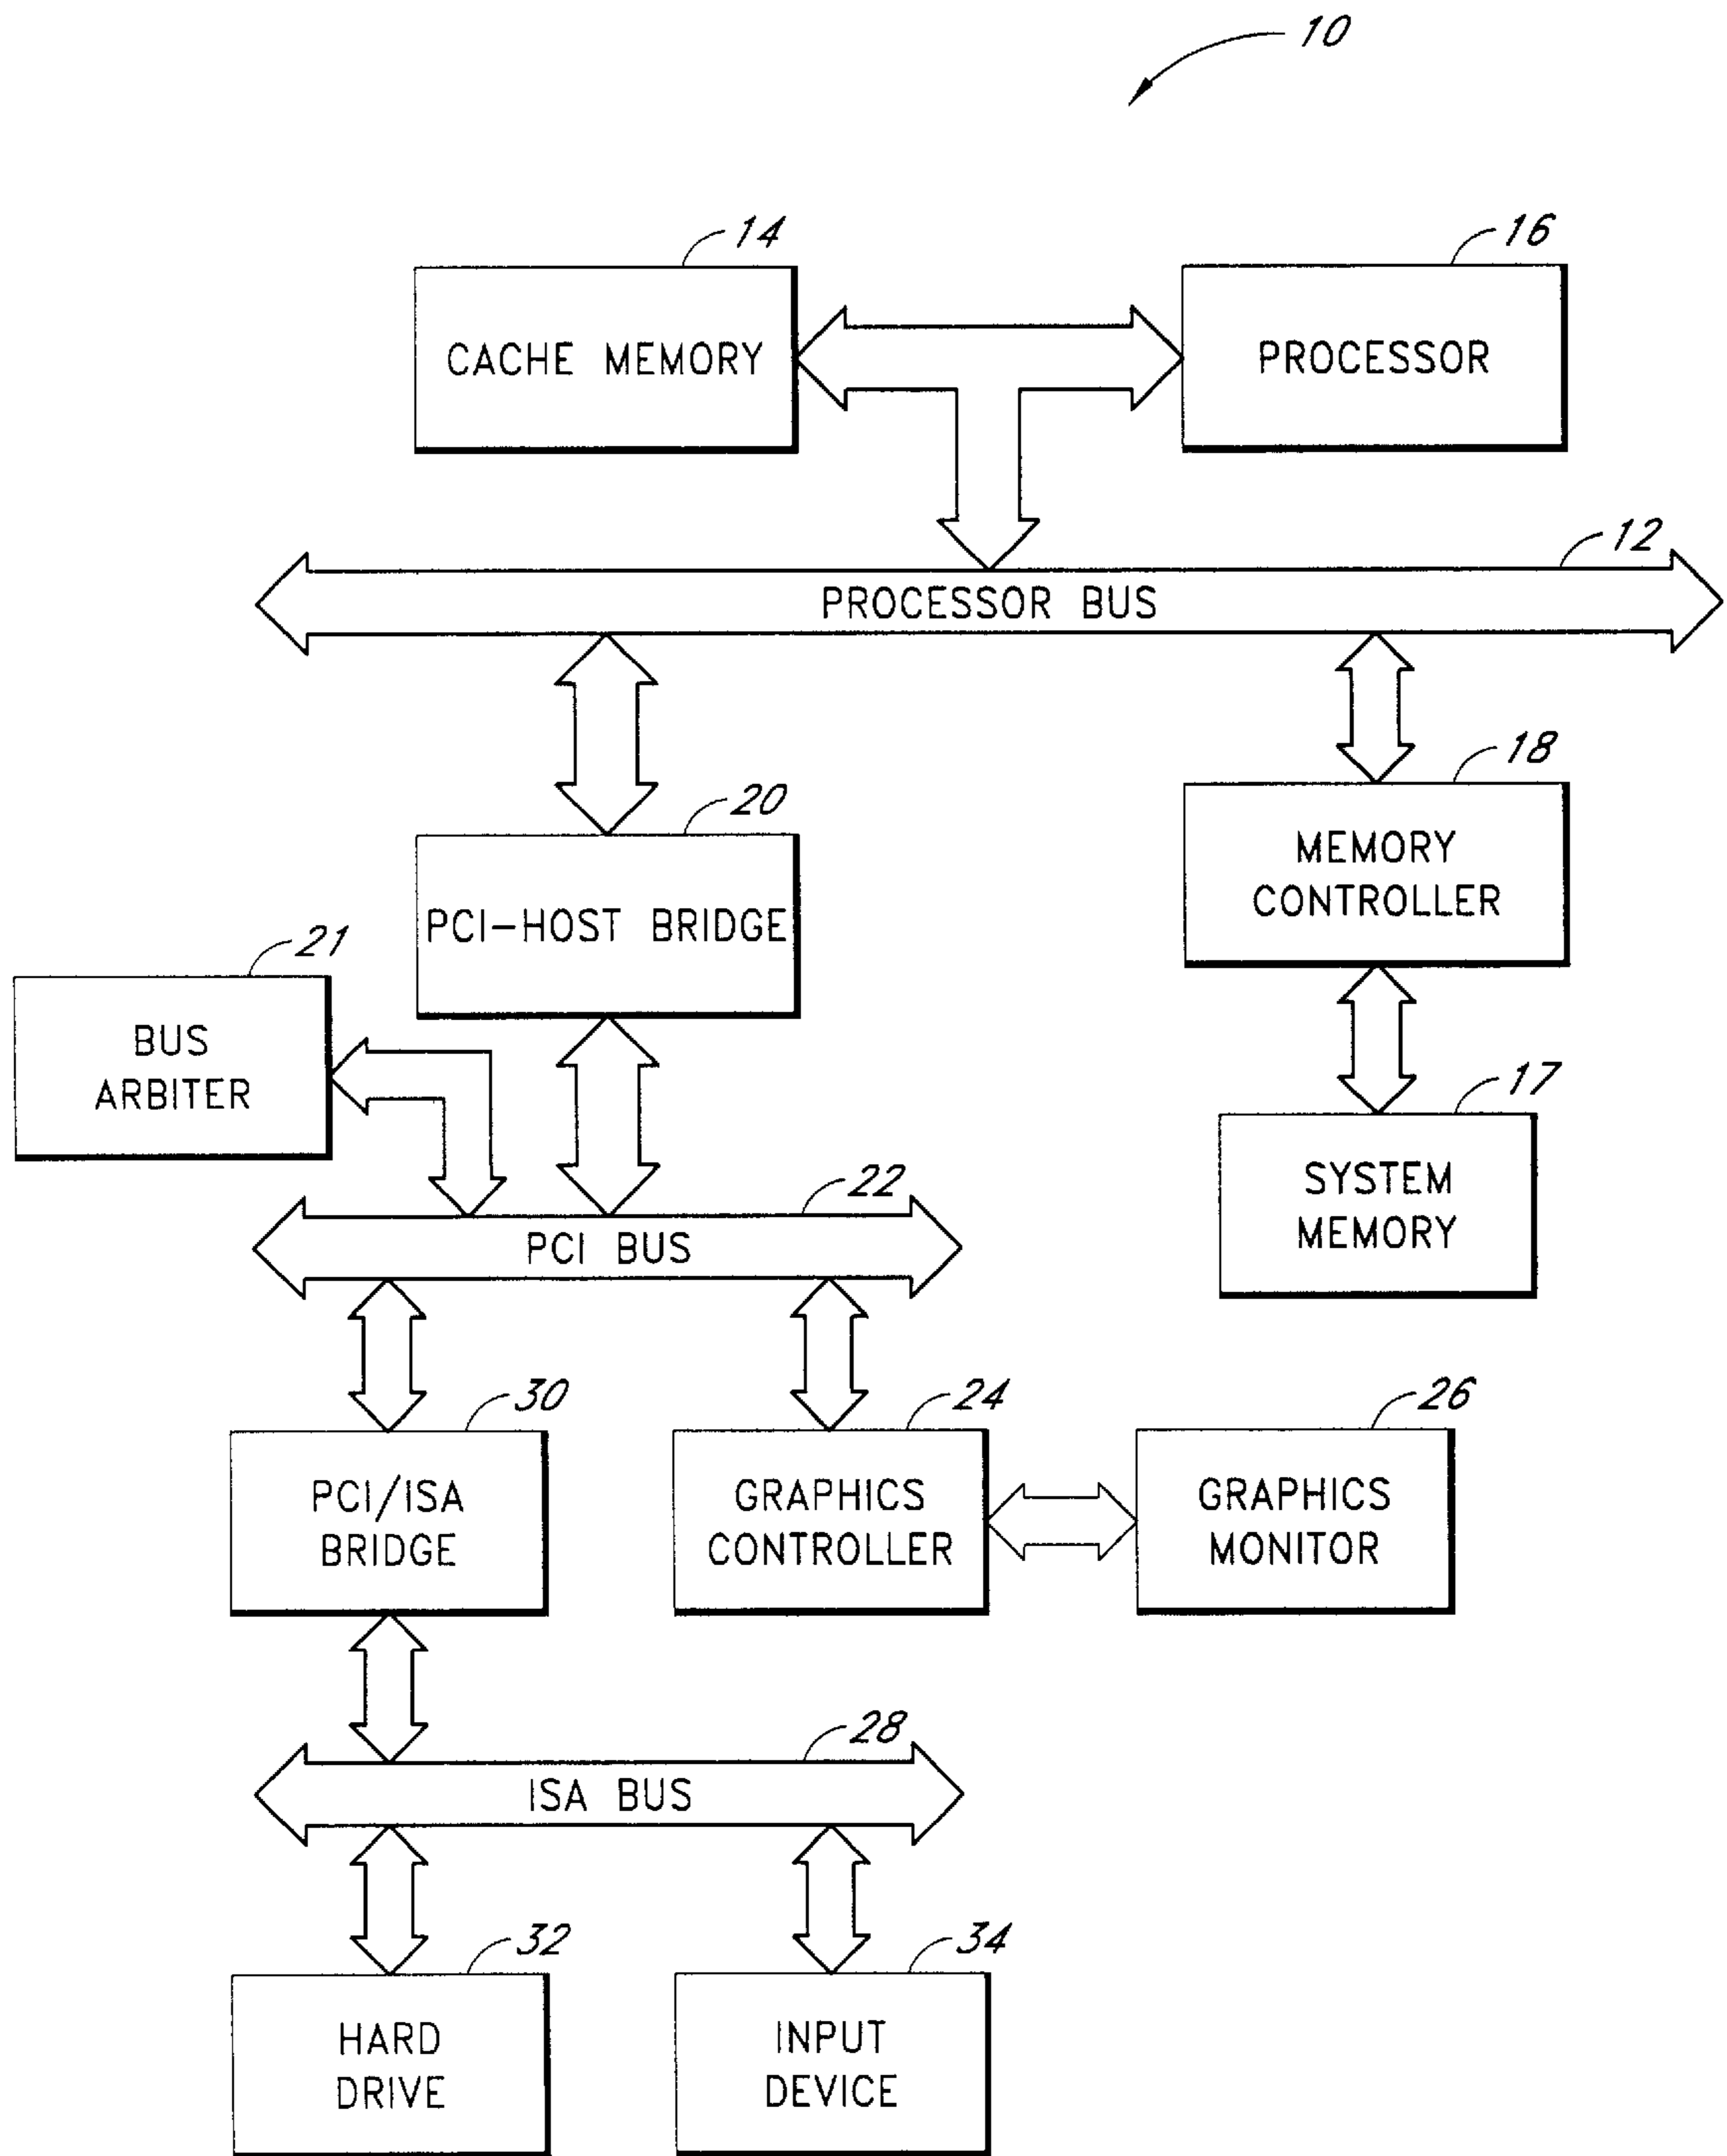 10
14
16
CACHE MEMORY
PROCESSOR
12
PROCESSOR BUS
18
20
MEMORY
CONTROLLER
PCI-HOST BRIDGE
21
BUS
ARBITER
17
SYSTEM
MEMORY
22
PCI BUS
30
24
26
PCI/ISA
BRIDGE
GRAPHICS
CONTROLLER
GRAPHICS
MONITOR
28
ISA BUS
32
34
HARD
DRIVE
INPUT
DEVICE